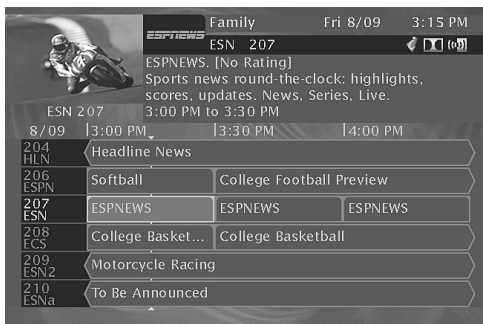 Family Fri 8/09 3:15 PM
ESPNEWS
ESN 207
ESPNEWS. [No Rating]
Sports news round-the-clock: highlights,
scores, updates. News, Series, Live.
3:00 PM to 3:30 PM
ESN 207
8/09 3:00 PM 3:30 PM 4:00 PM
204 HLN Headline News
206 ESPN Softball College Football Preview
207 ESN ESPNEWS ESPNEWS ESPNEWS
208 ECS College Basket... College Basketball
209 ESN2 Motorcycle Racing
210 ESNa To Be Announced